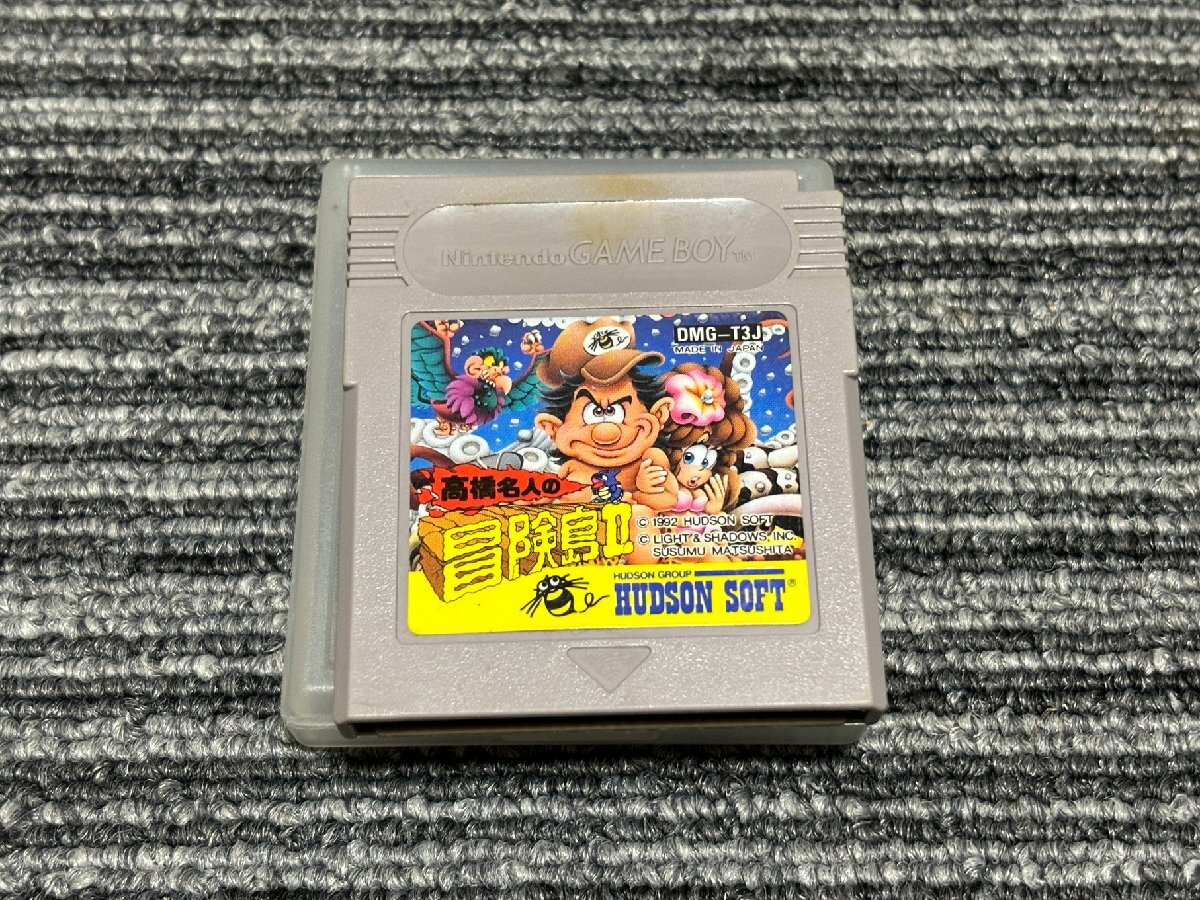 Nintendo GAME BOY TM
DMG-T3J
MADE IN JAPAN
高橋名人の
冒険島II
© 1992 HUDSON SOFT
© LIGHT & SHADOWS, INC.
SUSUMU MATSUSHITA
HUDSON GROUP
HUDSON SOFT®